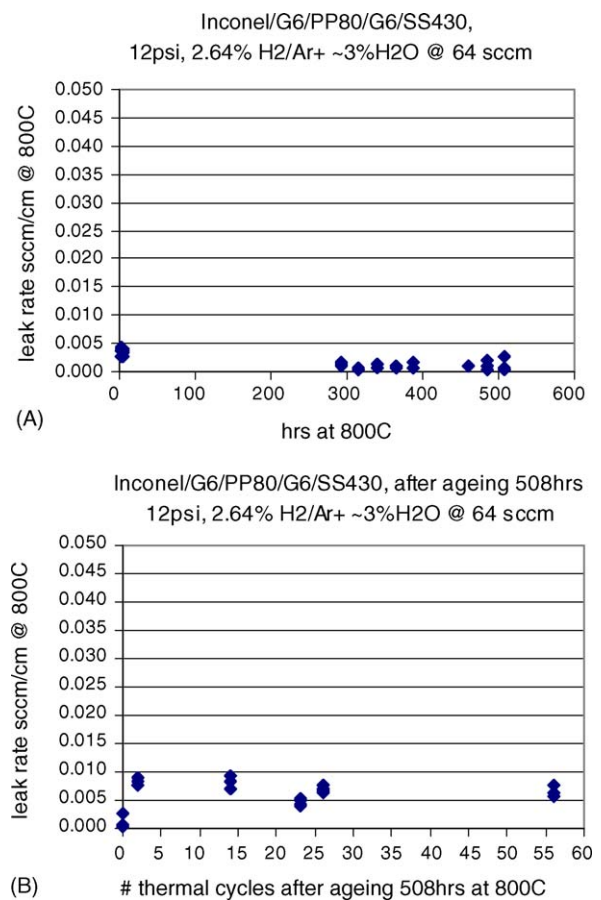 Inconel/G6/PP80/G6/SS430,
12psi, 2.64% H2/Ar+ ~3%H2O @ 64 sccm
leak rate sccm/cm @ 800C
0.050
0.045
0.040
0.035
0.030
0.025
0.020
0.015
0.010
0.005
0.000
0 100 200 300 400 500 600
(A)
hrs at 800C
Inconel/G6/PP80/G6/SS430, after ageing 508hrs
12psi, 2.64% H2/Ar+ ~3%H2O @ 64 sccm
leak rate sccm/cm @ 800C
0.050
0.045
0.040
0.035
0.030
0.025
0.020
0.015
0.010
0.005
0.000
0 5 10 15 20 25 30 35 40 45 50 55 60
(B)
# thermal cycles after ageing 508hrs at 800C